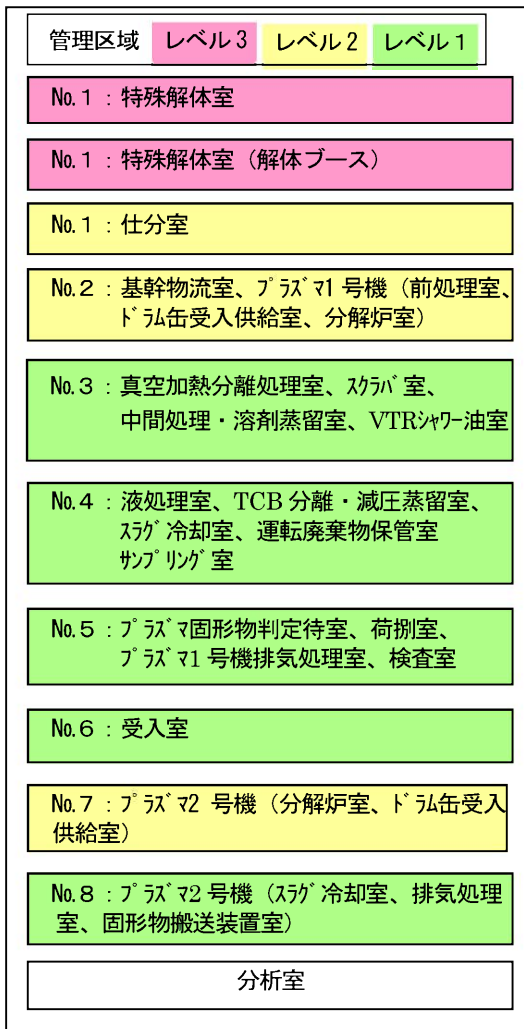 管理区域 レベル3 レベル2 レベル1
No.1：特殊解体室
No.1：特殊解体室（解体ブース）
No.1：仕分室
No.2：基幹物流室、ﾌﾟﾗｽﾞﾏ1号機（前処理室、
ﾄﾞﾗﾑ缶受入供給室、分解炉室）
No.3：真空加熱分離処理室、ｽｸﾗﾊﾞ室、
中間処理・溶剤蒸留室、VTRｼｬﾜｰ油室
No.4：液処理室、TCB分離・減圧蒸留室、
ｽﾗｸﾞ冷却室、運転廃棄物保管室
ｻﾝﾌﾟﾘﾝｸﾞ室
No.5：ﾌﾟﾗｽﾞﾏ固形物判定待室、荷捌室、
ﾌﾟﾗｽﾞﾏ1号機排気処理室、検査室
No.6：受入室
No.7：ﾌﾟﾗｽﾞﾏ2号機（分解炉室、ﾄﾞﾗﾑ缶受入
供給室）
No.8：ﾌﾟﾗｽﾞﾏ2号機（ｽﾗｸﾞ冷却室、排気処理
室、固形物搬送装置室）
分析室